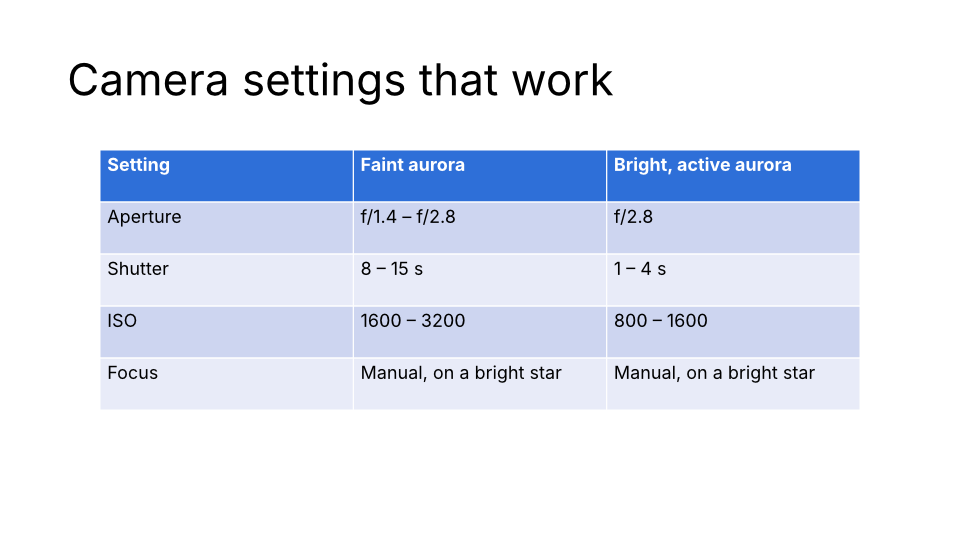 Camera settings that work
Setting Faint aurora Bright, active aurora
Aperture f/1.4 – f/2.8 f/2.8
Shutter 8 – 15 s 1 – 4 s
ISO 1600 – 3200 800 – 1600
Focus Manual, on a bright star Manual, on a bright star